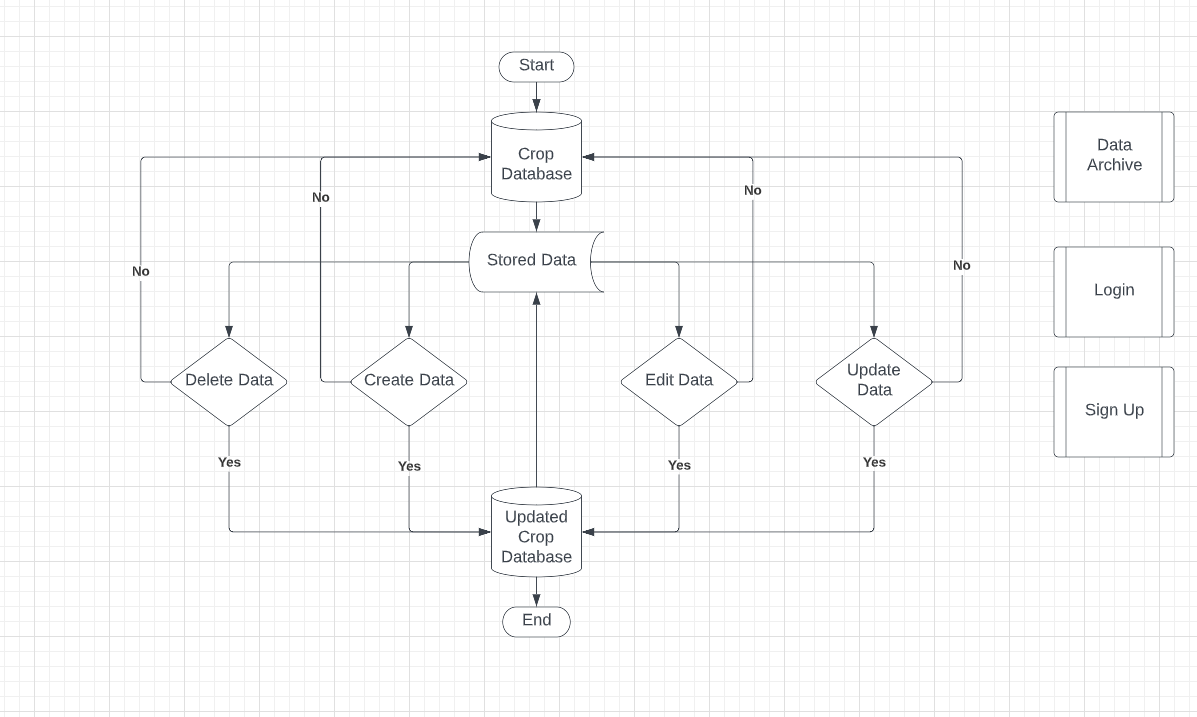 Start
Crop
Database
Data
Archive
No
No
Stored Data
No
No
Login
Delete Data
Create Data
Edit Data
Update
Data
Sign Up
Yes
Yes
Yes
Yes
Updated
Crop
Database
End